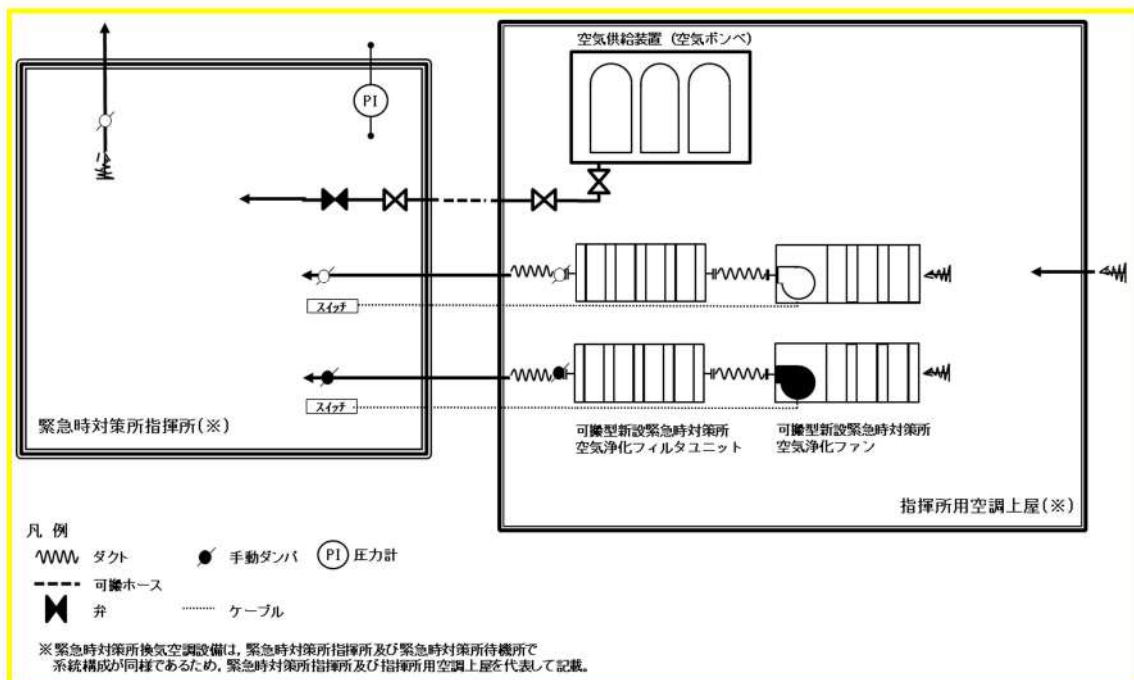 空気供給装置 (空気ボンベ)
PI
スイッチ
スイッチ
緊急時対策所指揮所(※)
可搬型新設緊急時対策所
空気浄化フィルタユニット
可搬型新設緊急時対策所
空気浄化ファン
指揮所用空調上屋(※)
凡 例
ダクト
手動ダンパ
PI 圧力計
可搬ホース
弁
ケーブル
※緊急時対策所換気空調設備は, 緊急時対策所指揮所及び緊急時対策所待機所で
系統構成が同様であるため, 緊急時対策所指揮所及び指揮所用空調上屋を代表して記載。